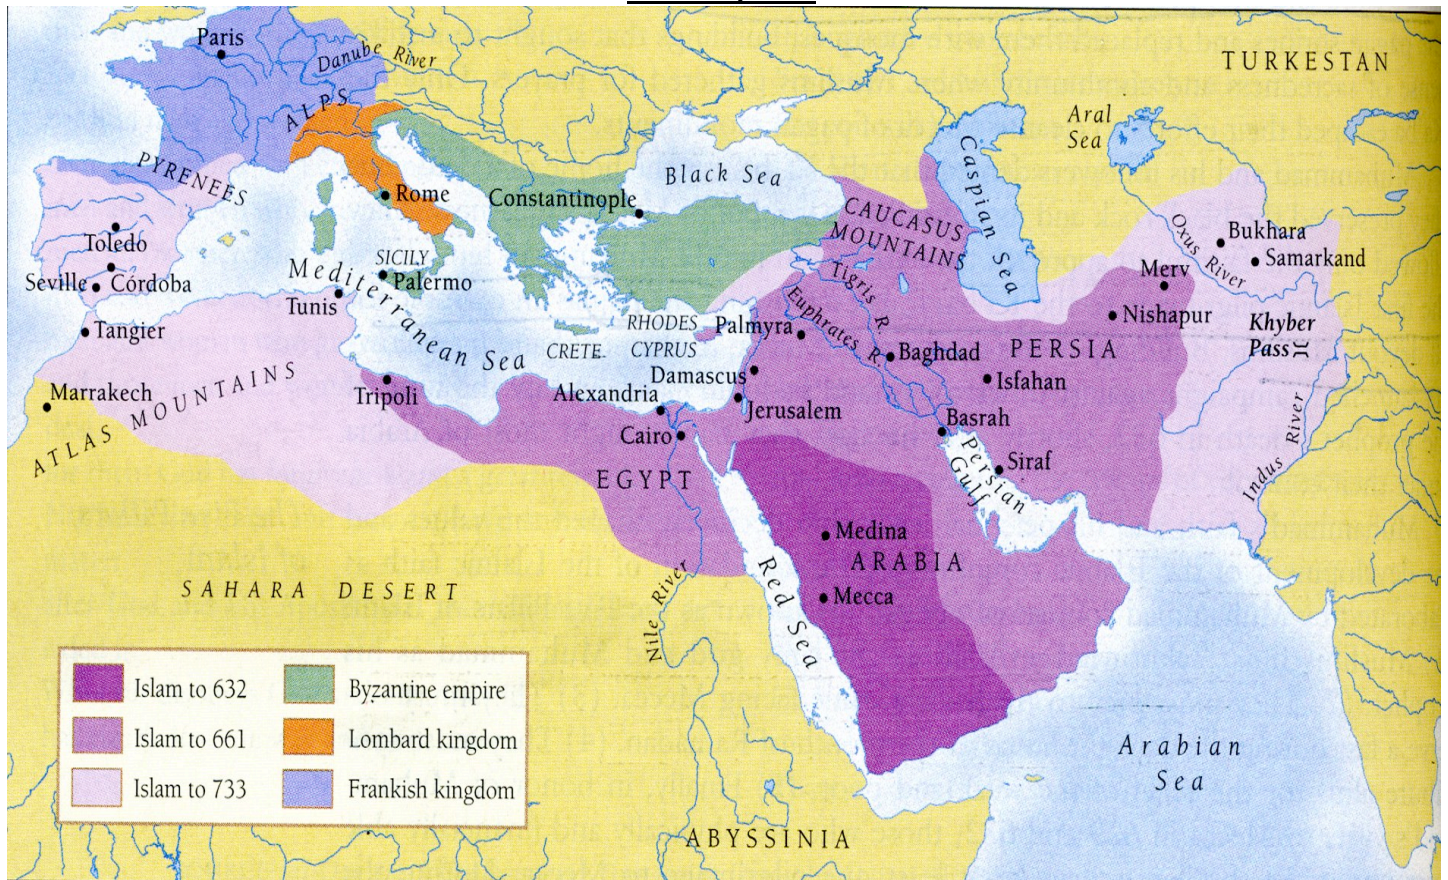 Paris
Danube River
TURKESTAN
ALPS
Aral
Sea
PYRENEES
Rome
Constantinople
Black Sea
Caspian Sea
CAUCASUS
MOUNTAINS
Toledo
Seville
Córdoba
SICILY
Palermo
Mediterranean Sea
Tunis
Tangier
Oxus River
Bukhara
Samarkand
Merv
Nishapur
Khyber
Pass
Tigris R.
Euphrates R.
RHODES
CRETE
CYPRUS
Palmyra
Baghdad
PERSIA
Isfahan
Damascus
Marrakech
ATLAS MOUNTAINS
Tripoli
Alexandria
Jerusalem
Cairo
Basrah
Siraf
Persian
Gulf
Indus River
EGYPT
Medina
ARABIA
Mecca
Red Sea
Nile River
SAHARA DESERT
Arabian
Sea
ABYSSINIA
Islam to 632
Islam to 661
Islam to 733
Byzantine empire
Lombard kingdom
Frankish kingdom